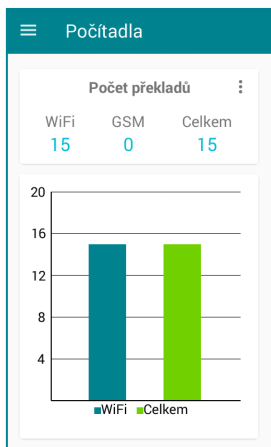 Počítadla
Počet překladů
WiFi GSM Celkem
15 0 15
20
16
12
8
4
WiFi Celkem